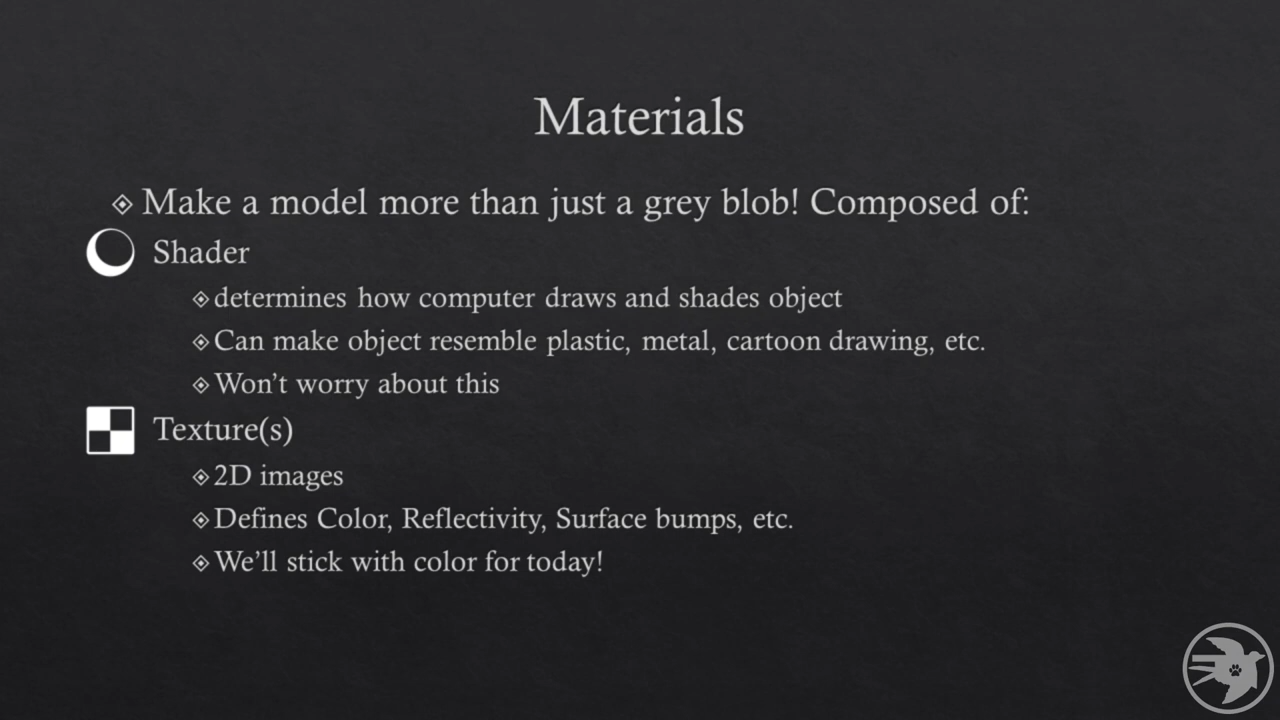 Materials
Make a model more than just a grey blob! Composed of:
Shader
determines how computer draws and shades object
Can make object resemble plastic, metal, cartoon drawing, etc.
Won't worry about this
Texture(s)
2D images
Defines Color, Reflectivity, Surface bumps, etc.
We'll stick with color for today!